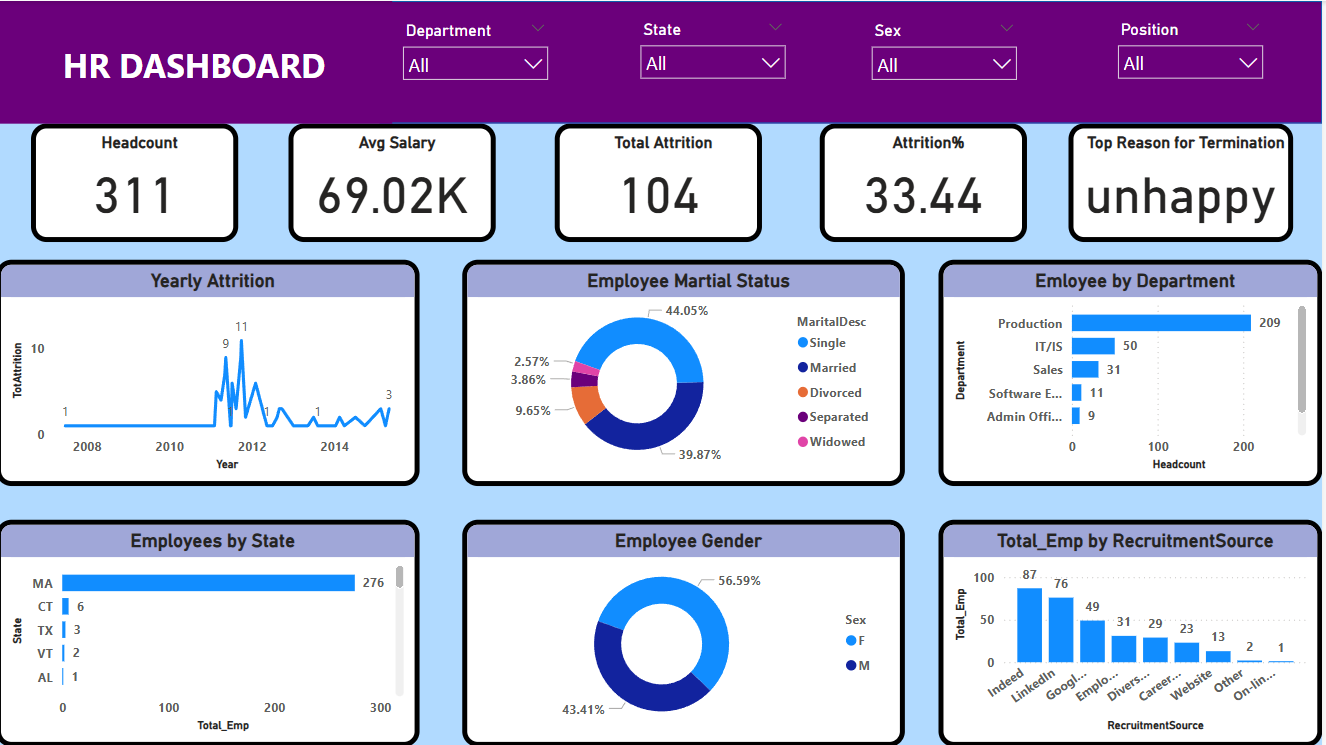 HR DASHBOARD
Department
All
State
All
Sex
All
Position
All
Headcount
311
Avg Salary
69.02K
Total Attrition
104
Attrition%
33.44
Top Reason for Termination
unhappy
Yearly Attrition
TotAttrition
10
0
1
9
11
1
1
3
2008
2010
2012
2014
Year
Employee Martial Status
44.05%
2.57%
3.86%
9.65%
39.87%
MaritalDesc
Single
Married
Divorced
Separated
Widowed
Emloyee by Department
Department
Production 209
IT/IS 50
Sales 31
Software E... 11
Admin Offi... 9
0 100 200
Headcount
Employees by State
State
MA 276
CT 6
TX 3
VT 2
AL 1
0 100 200 300
Total_Emp
Employee Gender
56.59%
43.41%
Sex
F
M
Total_Emp by RecruitmentSource
Total_Emp
100
50
0
87
76
49
31
29
23
13
2
1
Indeed
LinkedIn
Googl...
Emplo...
Divers...
Career...
Website
Other
On-lin...
RecruitmentSource